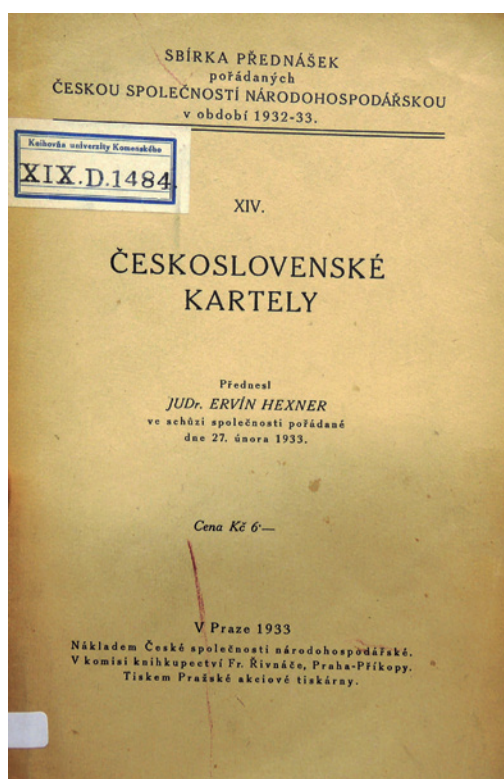 SBÍRKA PŘEDNÁŠEK
pořádaných
ČESKOU SPOLEČNOSTÍ NÁRODOHOSPODÁŘSKOU
v období 1932-33.
Knihovňa univerzity Komenského
XIX.D.1484.
XIV.
ČESKOSLOVENSKÉ
KARTELY
Přednesl
JUDr. ERVÍN HEXNER
ve schůzi společnosti pořádané
dne 27. února 1933.
Cena Kč 6·—
V Praze 1933
Nákladem České společnosti národohospodářské.
V komisi knihkupectví Fr. Řivnáče, Praha-Příkopy.
Tiskem Pražské akciové tiskárny.